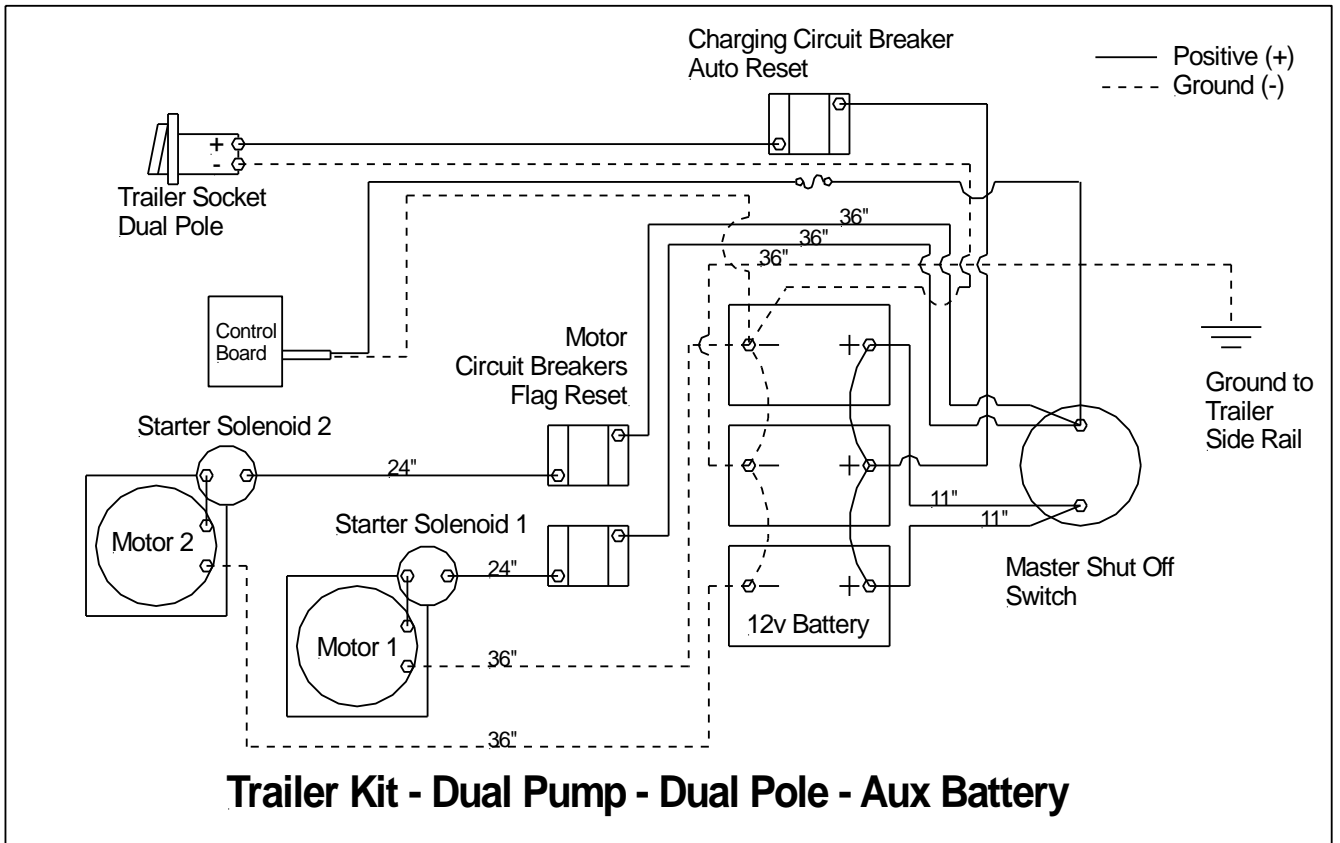 Charging Circuit Breaker
Auto Reset
Positive (+)
Ground (-)
+
-
Trailer Socket
Dual Pole
36"
36"
36"
Control
Board
Motor
Circuit Breakers
Flag Reset
− +
Ground to
Trailer
Side Rail
Starter Solenoid 2
24"
− +
11"
11"
Motor 2
Starter Solenoid 1
24"
− +
Master Shut Off
Switch
12v Battery
Motor 1
36"
36"
Trailer Kit - Dual Pump - Dual Pole - Aux Battery